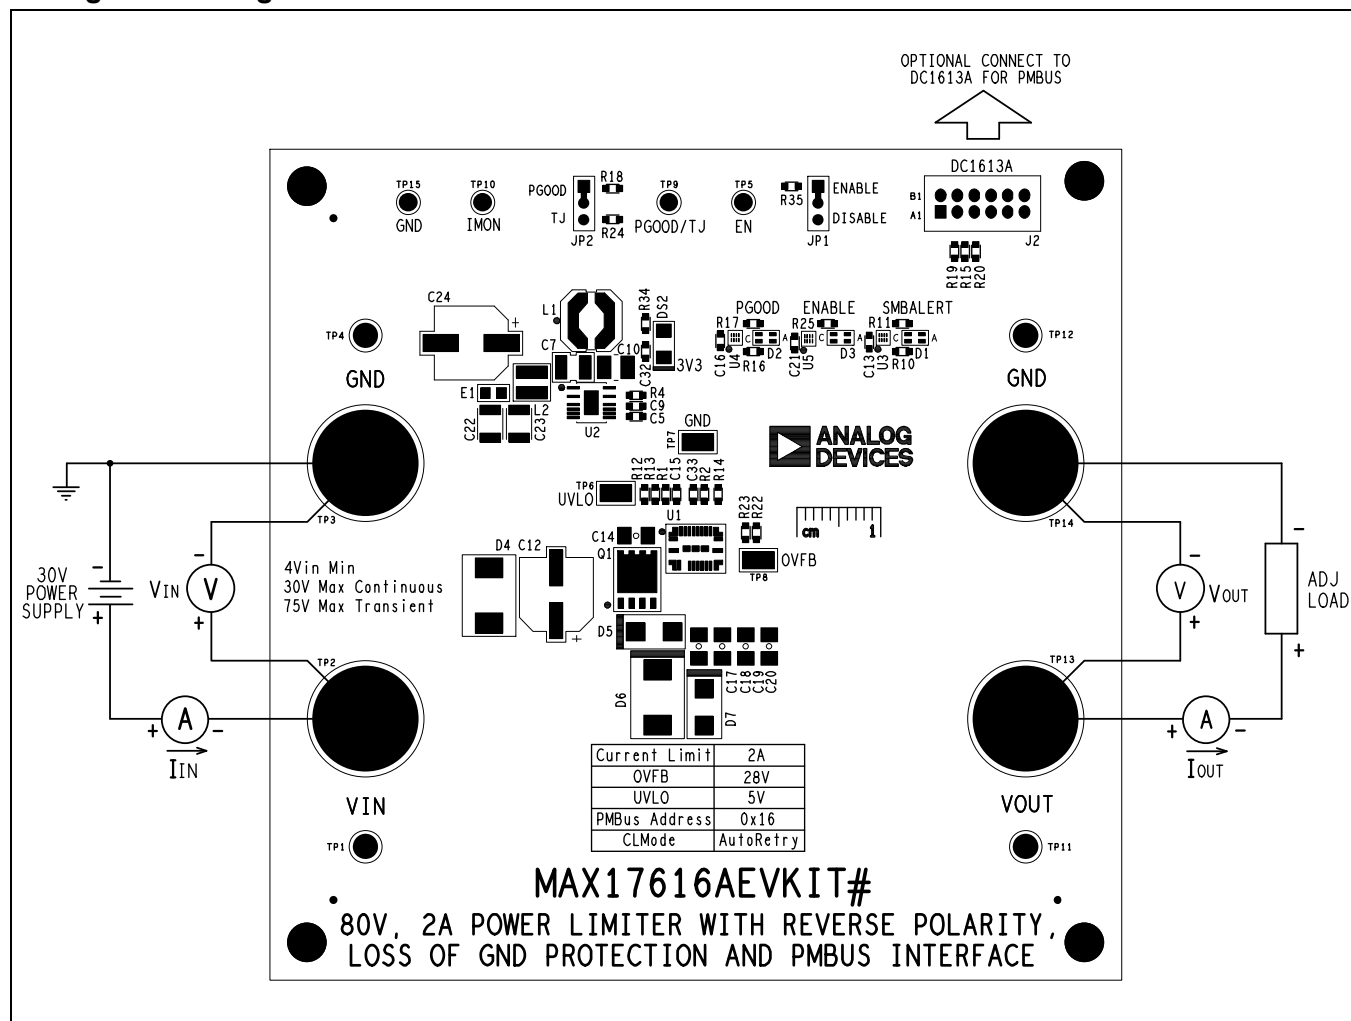 OPTIONAL CONNECT TO
DC1613A FOR PMBUS
DC1613A
B1
A1
J2
R19
R15
R20
TP15
GND
TP10
IMON
PGOOD
TJ
JP2
R18
R24
TP9
PGOOD/TJ
TP5
EN
R35
ENABLE
DISABLE
JP1
C24
+
L1
R34
DS2
3V3
C7
C10
C32
E1
L2
C22
C23
U2
R4
C9
C5
PGOOD
R17
C16
U4
C
A
D2
R16
ENABLE
R25
C21
U5
C
A
D3
SMBALERT
R11
C13
U3
C
A
D1
R10
TP4
GND
TP3
TP12
GND
TP14
GND
TP7
ANALOG
DEVICES
R12
R13
R1
C15
C33
R2
R14
TP6
UVLO
U1
R23
R22
cm
1
C14
Q1
D4
C12
+
OVFB
TP8
D5
D6
D7
C17
C18
C19
C20
4Vin Min
30V Max Continuous
75V Max Transient
30V
POWER
SUPPLY
-
+
VIN
-
V
+
TP2
+
A
-
IIN
VIN
TP1
-
V
+
VOUT
-
ADJ
LOAD
+
TP13
+
A
-
IOUT
VOUT
TP11
Current Limit 2A
OVFB 28V
UVLO 5V
PMBus Address 0x16
CLMode AutoRetry
MAX17616AEVKIT#
80V, 2A POWER LIMITER WITH REVERSE POLARITY,
LOSS OF GND PROTECTION AND PMBUS INTERFACE